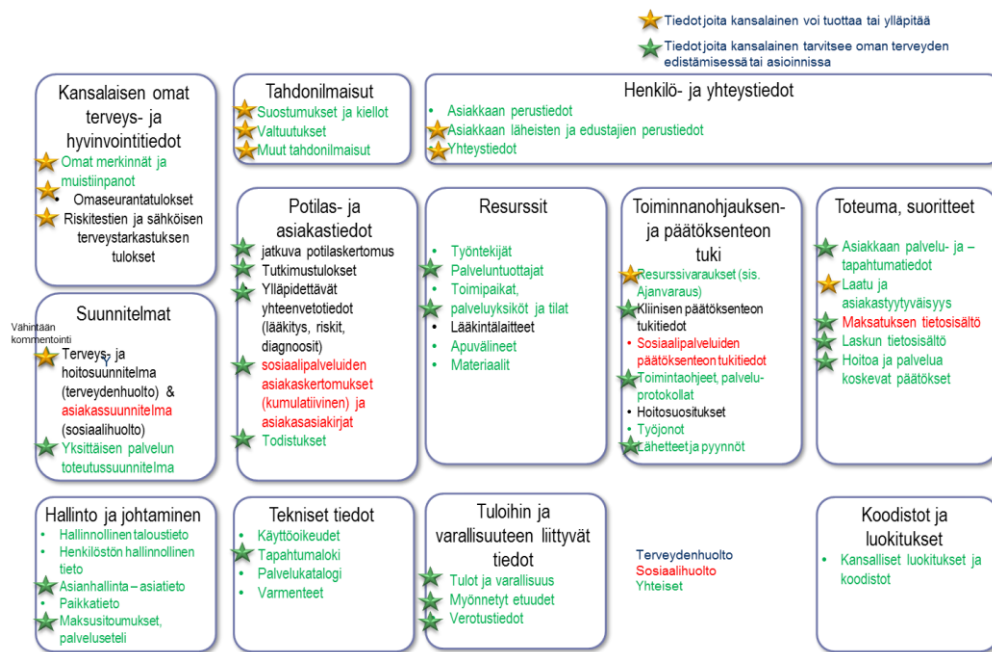 Tiedot joita kansalainen voi tuottaa tai ylläpitää
Tiedot joita kansalainen tarvitsee oman terveyden
edistämisessä tai asioinnissa
Kansalaisen omat
terveys- ja
hyvinvointitiedot
Omat merkinnät ja
muistiinpanot
• Omaseurantatulokset
Riskitestien ja sähköisen
terveystarkastuksen
tulokset
Tahdonilmaisut
Suostumukset ja kiellot
Valtuutukset
Muut tahdonilmaisut
Henkilö- ja yhteystiedot
• Asiakkaan perustiedot
Asiakkaan läheisten ja edustajien perustiedot
Yhteystiedot
Vähintään
kommentointi
Suunnitelmat
Terveys- ja
hoitosuunnitelma
(terveydenhuolto) &
asiakassuunnitelma
(sosiaalihuolto)
Yksittäisen palvelun
toteutussuunnitelma
Potilas- ja
asiakastiedot
jatkuva potilaskertomus
Tutkimustulokset
Ylläpidettävät
yhteenvetotiedot
(lääkitys, riskit,
diagnoosit)
sosiaalipalveluiden
asiakaskertomukset
(kumulatiivinen) ja
asiakasasiakirjat
Todistukset
Resurssit
• Työntekijät
Palveluntuottajat
• Toimipaikat,
palveluyksiköt ja tilat
• Lääkintälaitteet
• Apuvälineet
• Materiaalit
Toiminnanohjauksen-
ja päätöksenteon
tuki
Resurssivaraukset (sis.
Ajanvaraus)
Kliinisen päätöksenteon
tukitiedot
• Sosiaalipalveluiden
päätöksenteon tukitiedot
Toimintaohjeet, palvelu-
protokollat
• Hoitosuositukset
• Työjonot
Lähetteet ja pyynnöt
Toteuma, suoritteet
Asiakkaan palvelu- ja –
tapahtumatiedot
Laatu ja
asiakastyytyväisyys
Maksatuksen tietosisältö
Laskun tietosisältö
Hoitoa ja palvelua
koskevat päätökset
Hallinto ja johtaminen
• Hallinnollinen taloustieto
• Henkilöstön hallinnollinen
tieto
Asianhallinta – asiatieto
• Paikkatieto
Maksusitoumukset,
palveluseteli
Tekniset tiedot
• Käyttöoikeudet
Tapahtumaloki
• Palvelukatalogi
• Varmenteet
Tuloihin ja
varallisuuteen liittyvät
tiedot
Tulot ja varallisuus
Myönnetyt etuudet
Verotustiedot
Terveydenhuolto
Sosiaalihuolto
Yhteiset
Koodistot ja
luokitukset
• Kansalliset luokitukset ja
koodistot